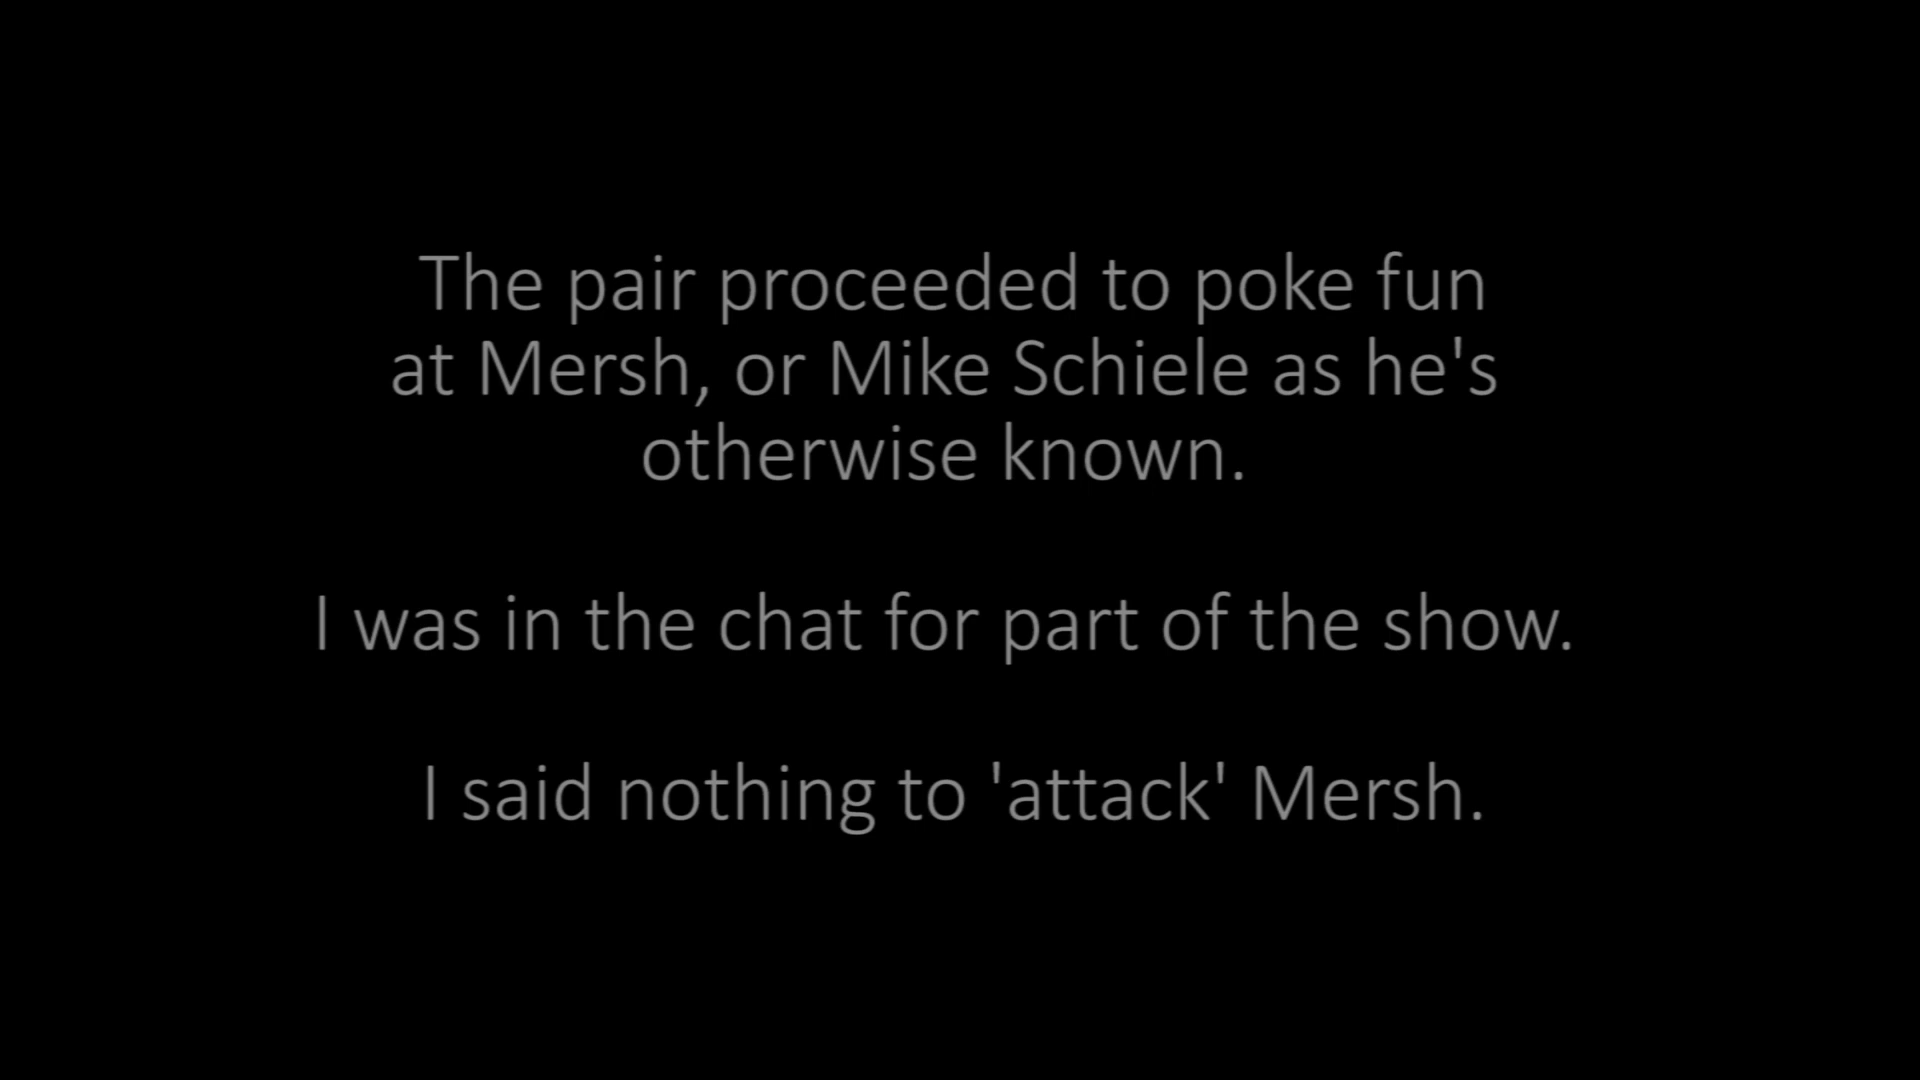 The pair proceeded to poke fun
at Mersh, or Mike Schiele as he's
otherwise known.
I was in the chat for part of the show.
I said nothing to 'attack' Mersh.